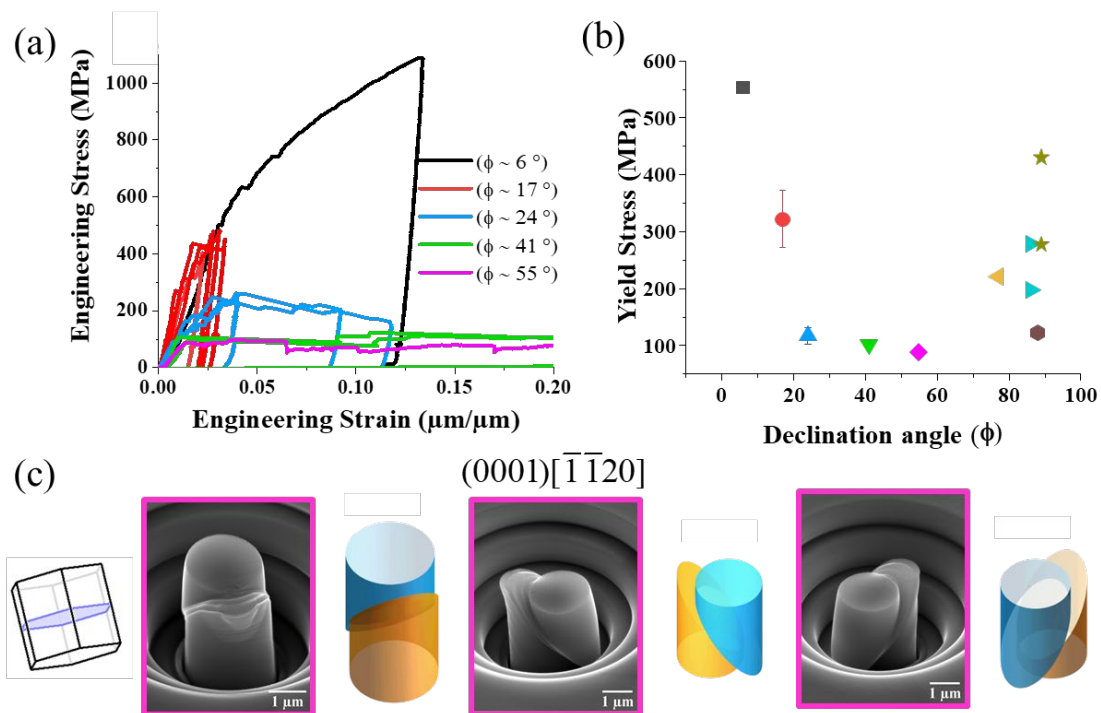 (a)
Engineering Stress (MPa)
1000
800
600
400
200
0
0.00
0.05
0.10
0.15
0.20
Engineering Strain (μm/μm)
(ϕ ~ 6 °)
(ϕ ~ 17 °)
(ϕ ~ 24 °)
(ϕ ~ 41 °)
(ϕ ~ 55 °)
(b)
Yield Stress (MPa)
600
500
400
300
200
100
0
20
40
60
80
100
Declination angle (ϕ)
(c)
(0001)[1̅ 1̅20]
1 μm
1 μm
1 μm